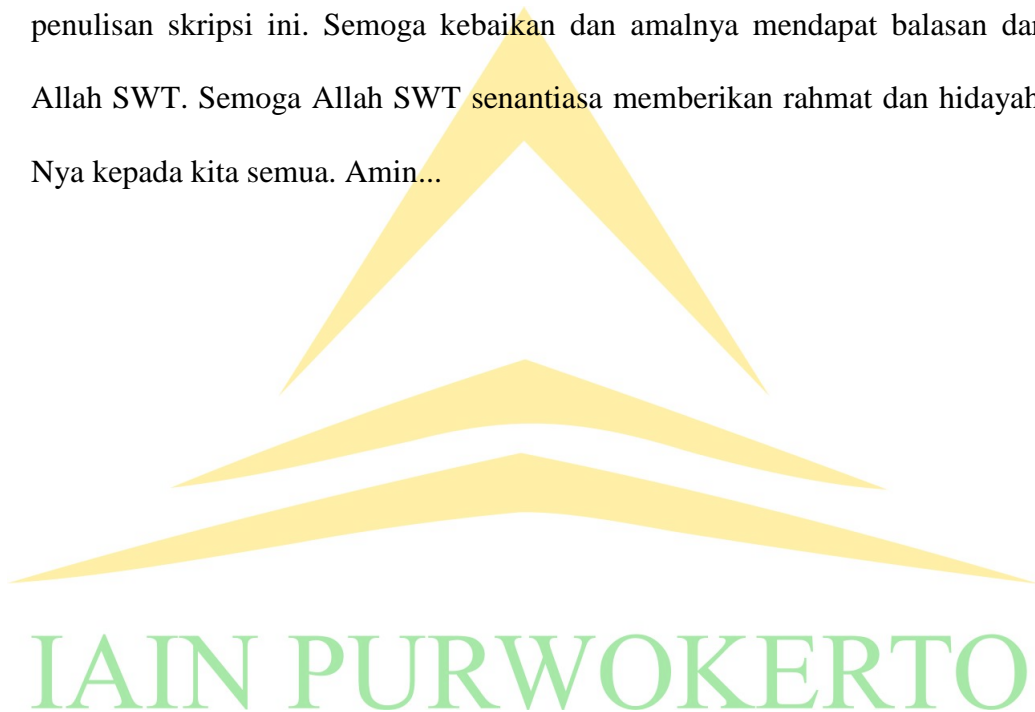 penulisan skripsi ini. Semoga kebaikan dan amalnya mendapat balasan dar
Allah SWT. Semoga Allah SWT senantiasa memberikan rahmat dan hidayah
Nya kepada kita semua. Amin...
IAIN PURWOKERTO